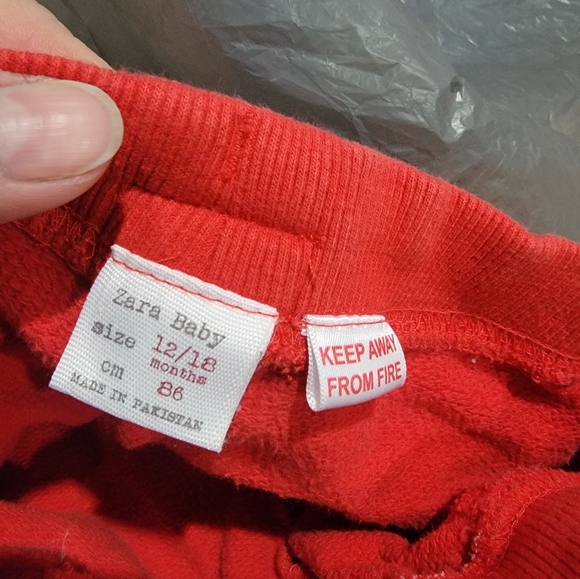 Zara Baby
size 12/18
months
cm 86
MADE IN PAKISTAN
KEEP AWAY
FROM FIRE